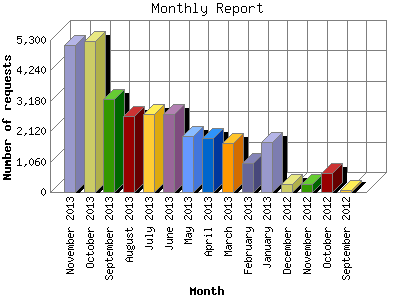 Monthly Report
Number of requests
5,300
4,240
3,180
2,120
1,060
0
November 2013
October 2013
September 2013
August 2013
July 2013
June 2013
May 2013
April 2013
March 2013
February 2013
January 2013
December 2012
November 2012
October 2012
September 2012
Month